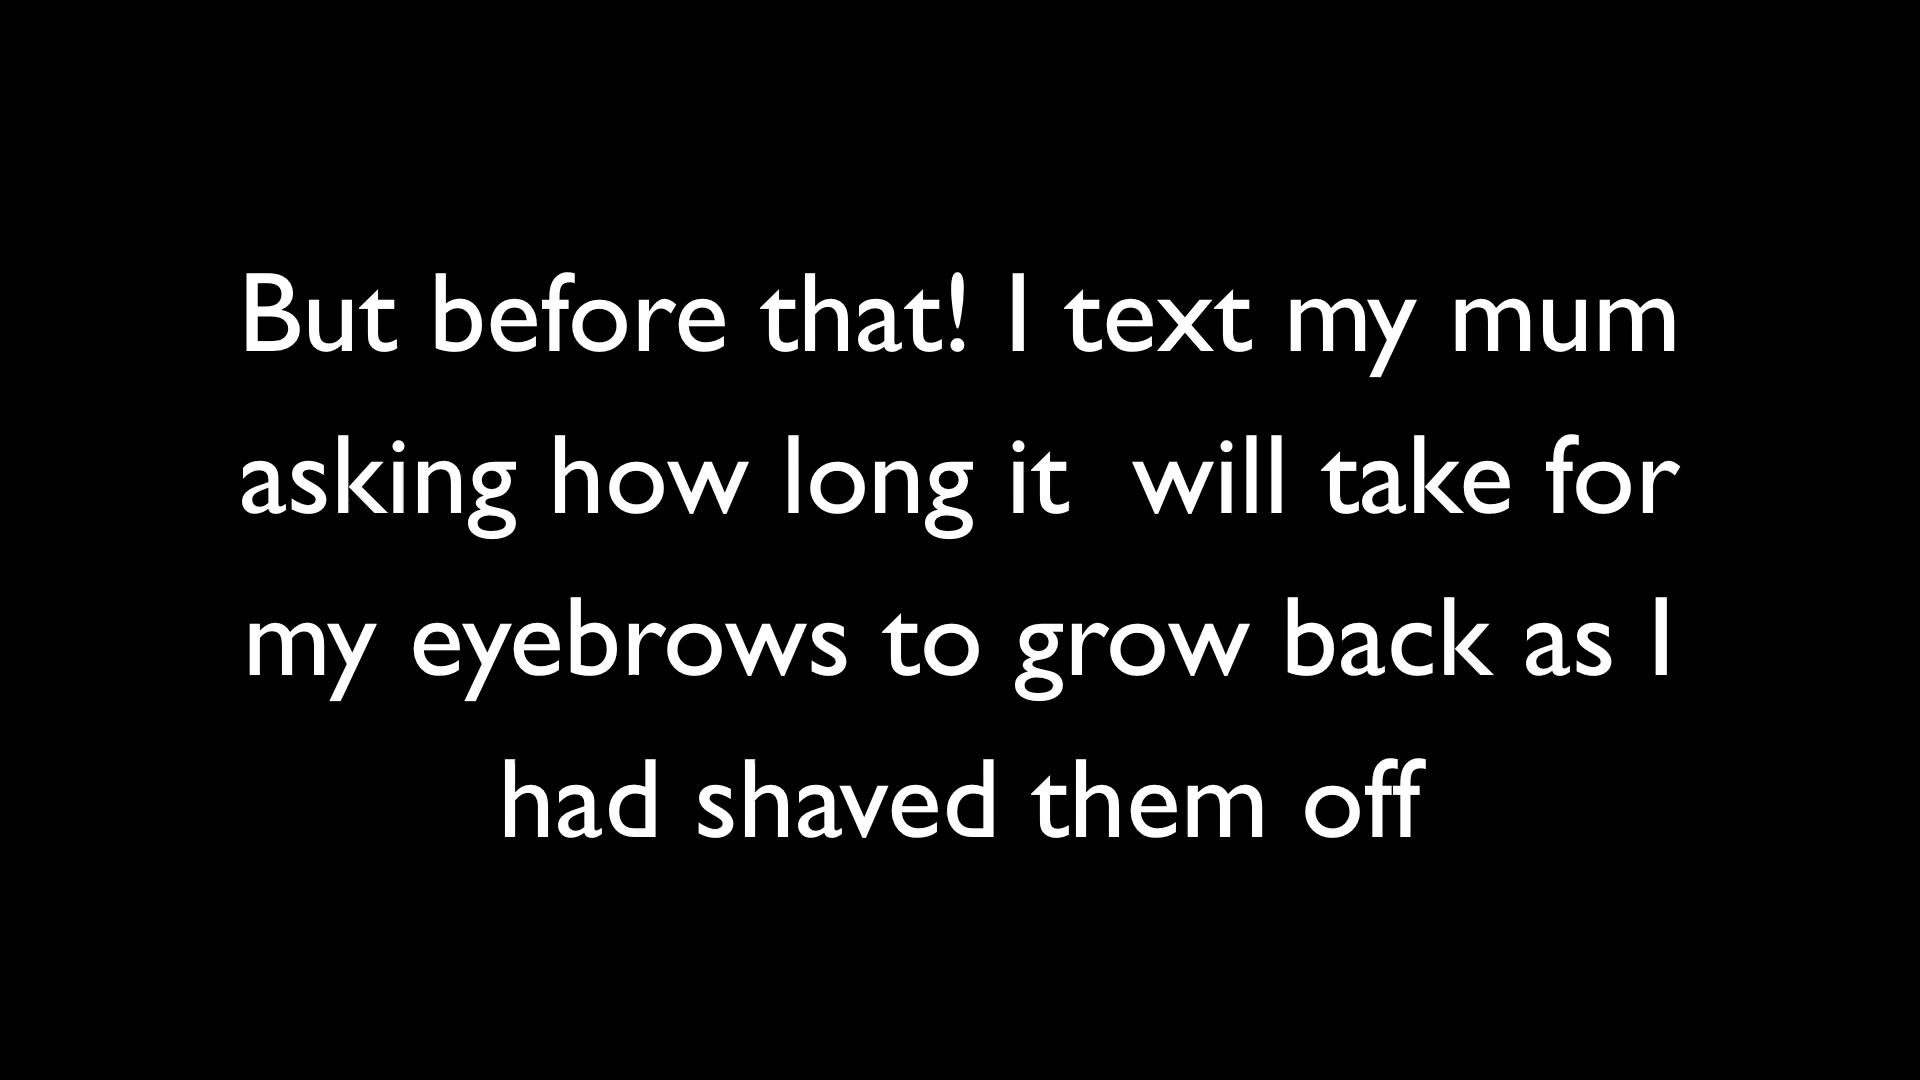 But before that! I text my mum
asking how long it  will take for
my eyebrows to grow back as I
had shaved them off